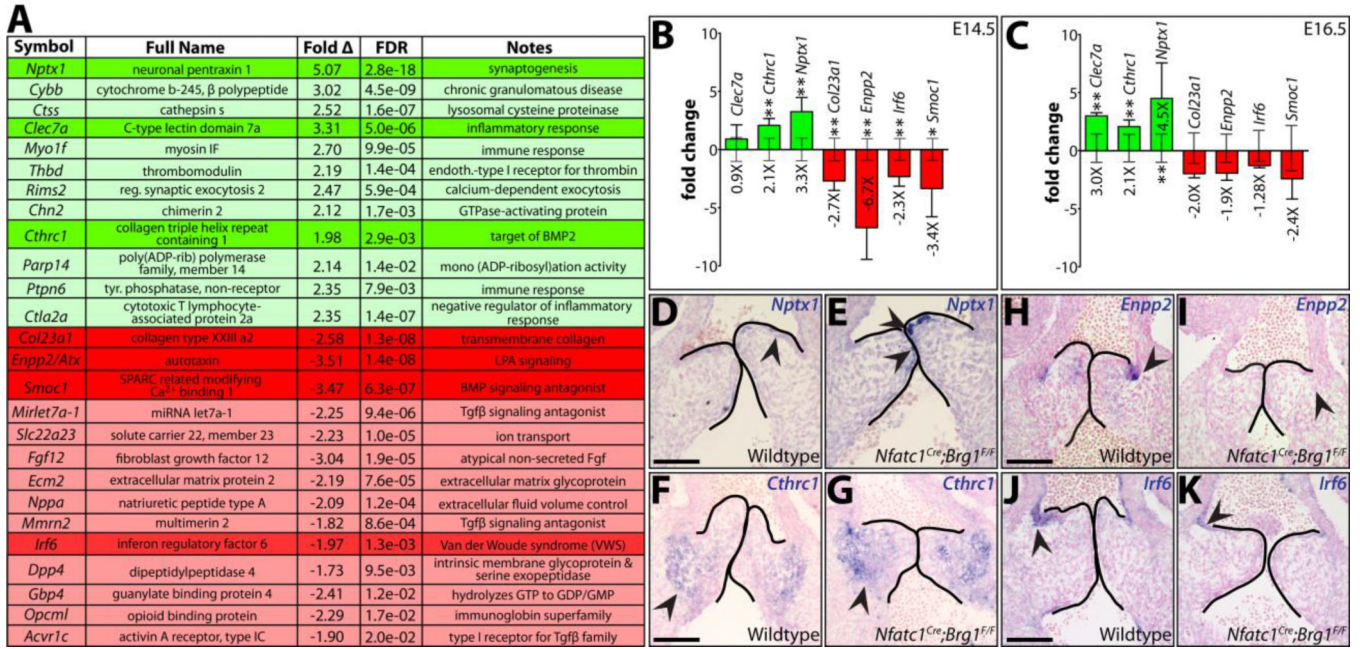 A
Symbol Full Name Fold Δ FDR Notes
Nptx1 neuronal pentraxin 1 5.07 2.8e-18 synaptogenesis
Cybb cytochrome b-245, β polypeptide 3.02 4.5e-09 chronic granulomatous disease
Ctss cathepsin s 2.52 1.6e-07 lysosomal cysteine proteinase
Clec7a C-type lectin domain 7a 3.31 5.0e-06 inflammatory response
Myo1f myosin IF 2.70 9.9e-05 immune response
Thbd thrombomodulin 2.19 1.4e-04 endoth.-type I receptor for thrombin
Rims2 reg. synaptic exocytosis 2 2.47 5.9e-04 calcium-dependent exocytosis
Chn2 chimerin 2 2.12 1.7e-03 GTPase-activating protein
Cthrc1 collagen triple helix repeat containing 1 1.98 2.9e-03 target of BMP2
Parp14 poly(ADP-rib) polymerase family, member 14 2.14 1.4e-02 mono (ADP-ribosyl)ation activity
Ptpn6 tyr. phosphatase, non-receptor 2.35 7.9e-03 immune response
Ctla2a cytotoxic T lymphocyte-associated protein 2a 2.35 1.4e-07 negative regulator of inflammatory response
Col23a1 collagen type XXIII a2 -2.58 1.3e-08 transmembrane collagen
Enpp2/Atx autotaxin -3.51 1.4e-08 LPA signaling
Smoc1 SPARC related modifying Ca2+ binding 1 -3.47 6.3e-07 BMP signaling antagonist
Mirlet7a-1 miRNA let7a-1 -2.25 9.4e-06 Tgfβ signaling antagonist
Slc22a23 solute carrier 22, member 23 -2.23 1.0e-05 ion transport
Fgf12 fibroblast growth factor 12 -3.04 1.9e-05 atypical non-secreted Fgf
Ecm2 extracellular matrix protein 2 -2.19 7.6e-05 extracellular matrix glycoprotein
Nppa natriuretic peptide type A -2.09 1.2e-04 extracellular fluid volume control
Mmrn2 multimerin 2 -1.82 8.6e-04 Tgfβ signaling antagonist
Irf6 inferon regulatory factor 6 -1.97 1.3e-03 Van der Woude syndrome (VWS)
Dpp4 dipeptidylpeptidase 4 -1.73 9.5e-03 intrinsic membrane glycoprotein & serine exopeptidase
Gbp4 guanylate binding protein 4 -2.41 1.2e-02 hydrolyzes GTP to GDP/GMP
Opcml opioid binding protein -2.29 1.7e-02 immunoglobin superfamily
Acvr1c activin A receptor, type IC -1.90 2.0e-02 type I receptor for Tgfβ family
B
E14.5
fold change
10
5
0
-5
-10
Clec7a
** Cthrc1
** Nptx1
** Col23a1
** Enpp2
** Irf6
* Smoc1
0.9X
2.1X
3.3X
-2.7X
-6.7X
-2.3X
-3.4X
C
E16.5
fold change
10
5
0
-5
-10
** Clec7a
** Cthrc1
Nptx1
Col23a1
Enpp2
Irf6
Smoc1
3.0X
2.1X
** 4.5X
-2.0X
-1.9X
-1.28X
-2.4X
D Nptx1
Wildtype
E Nptx1
Nfatc1Cre;Brg1F/F
H Enpp2
Wildtype
I Enpp2
Nfatc1Cre;Brg1F/F
F Cthrc1
Wildtype
G Cthrc1
Nfatc1Cre;Brg1F/F
J Irf6
Wildtype
K Irf6
Nfatc1Cre;Brg1F/F